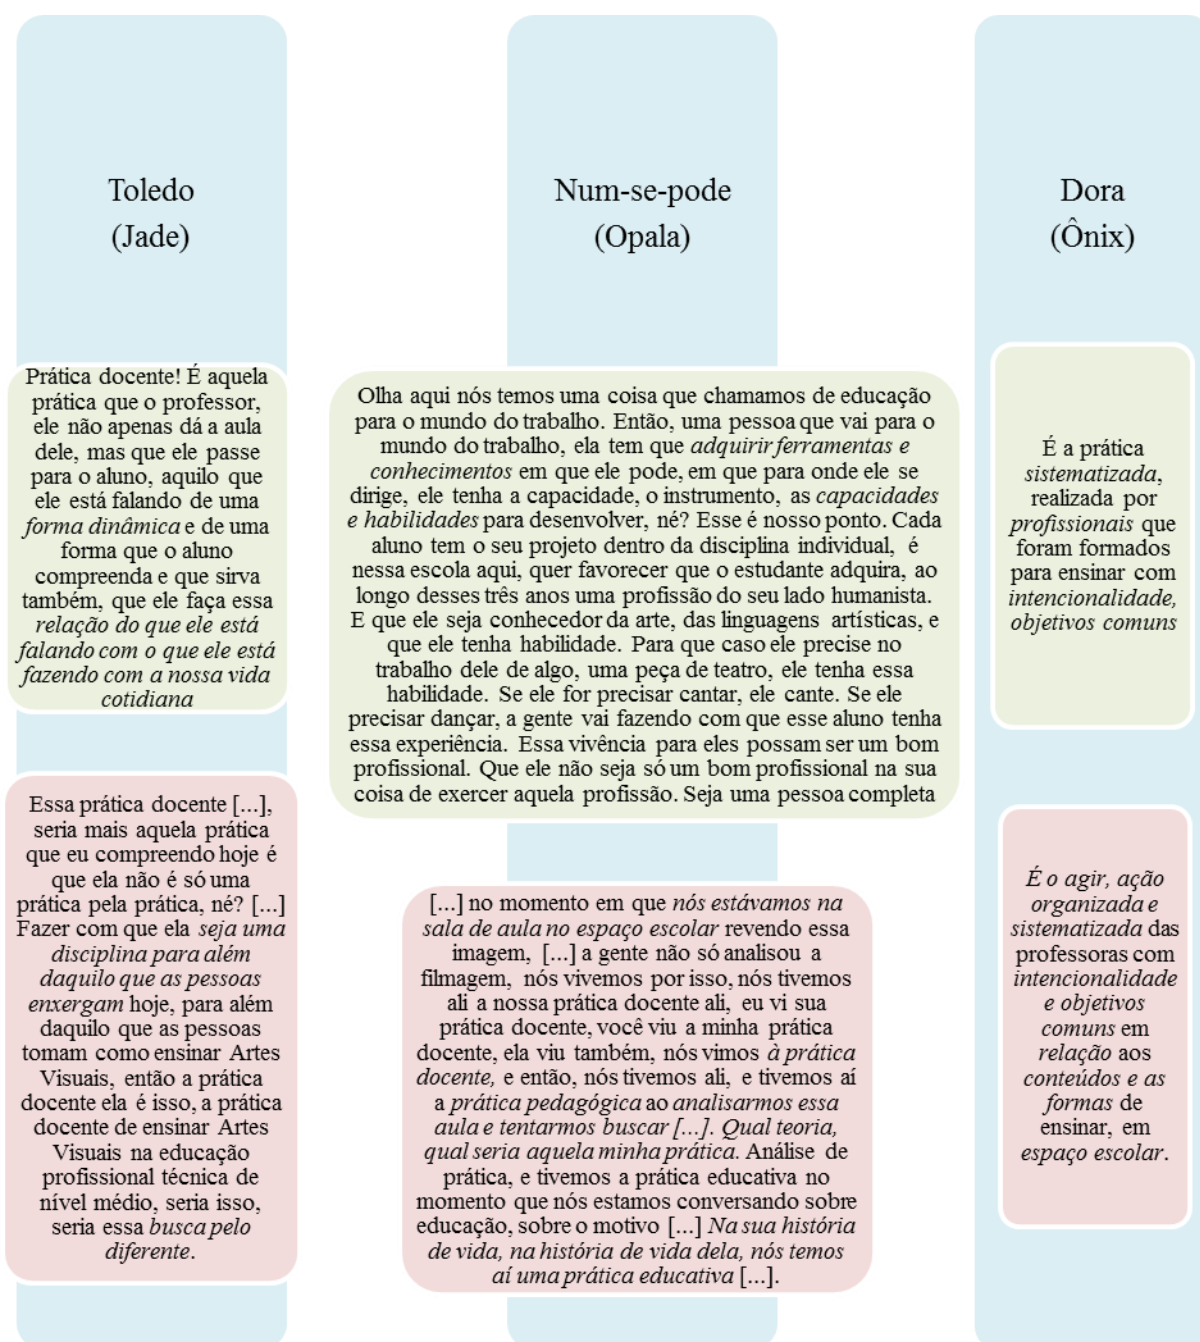 Toledo
(Jade)
Prática docente! É aquela
prática que o professor,
ele não apenas dá a aula
dele, mas que ele passe
para o aluno, aquilo que
ele está falando de uma
forma dinâmica e de uma
forma que o aluno
compreenda e que sirva
também, que ele faça essa
relação do que ele está
falando com o que ele está
fazendo com a nossa vida
cotidiana
Essa prática docente [...],
seria mais aquela prática
que eu compreendo hoje é
que ela não é só uma
prática pela prática, né? [...]
Fazer com que ela seja uma
disciplina para além
daquilo que as pessoas
enxergam hoje, para além
daquilo que as pessoas
tomam como ensinar Artes
Visuais, então a prática
docente ela é isso, a prática
docente de ensinar Artes
Visuais na educação
profissional técnica de
nível médio, seria isso,
seria essa busca pelo
diferente.
Num-se-pode
(Opala)
Olha aqui nós temos uma coisa que chamamos de educação
para o mundo do trabalho. Então, uma pessoa que vai para o
mundo do trabalho, ela tem que adquirir ferramentas e
conhecimentos em que ele pode, em que para onde ele se
dirige, ele tenha a capacidade, o instrumento, as capacidades
e habilidades para desenvolver, né? Esse é nosso ponto. Cada
aluno tem o seu projeto dentro da disciplina individual, é
nessa escola aqui, quer favorecer que o estudante adquira, ao
longo desses três anos uma profissão do seu lado humanista.
E que ele seja conhecedor da arte, das linguagens artísticas, e
que ele tenha habilidade. Para que caso ele precise no
trabalho dele de algo, uma peça de teatro, ele tenha essa
habilidade. Se ele for precisar cantar, ele cante. Se ele
precisar dançar, a gente vai fazendo com que esse aluno tenha
essa experiência. Essa vivência para eles possam ser um bom
profissional. Que ele não seja só um bom profissional na sua
coisa de exercer aquela profissão. Seja uma pessoa completa
[...] no momento em que nós estávamos na
sala de aula no espaço escolar revendo essa
imagem, [...] a gente não só analisou a
filmagem, nós vivemos por isso, nós tivemos
ali a nossa prática docente ali, eu vi sua
prática docente, você viu a minha prática
docente, ela viu também, nós vimos à prática
docente, e então, nós tivemos ali, e tivemos aí
a prática pedagógica ao analisarmos essa
aula e tentarmos buscar [...]. Qual teoria,
qual seria aquela minha prática. Análise de
prática, e tivemos a prática educativa no
momento que nós estamos conversando sobre
educação, sobre o motivo [...] Na sua história
de vida, na história de vida dela, nós temos
aí uma prática educativa [...].
Dora
(Ônix)
É a prática
sistematizada,
realizada por
profissionais que
foram formados
para ensinar com
intencionalidade,
objetivos comuns
É o agir, ação
organizada e
sistematizada das
professoras com
intencionalidade
e objetivos
comuns em
relação aos
conteúdos e as
formas de
ensinar, em
espaço escolar.